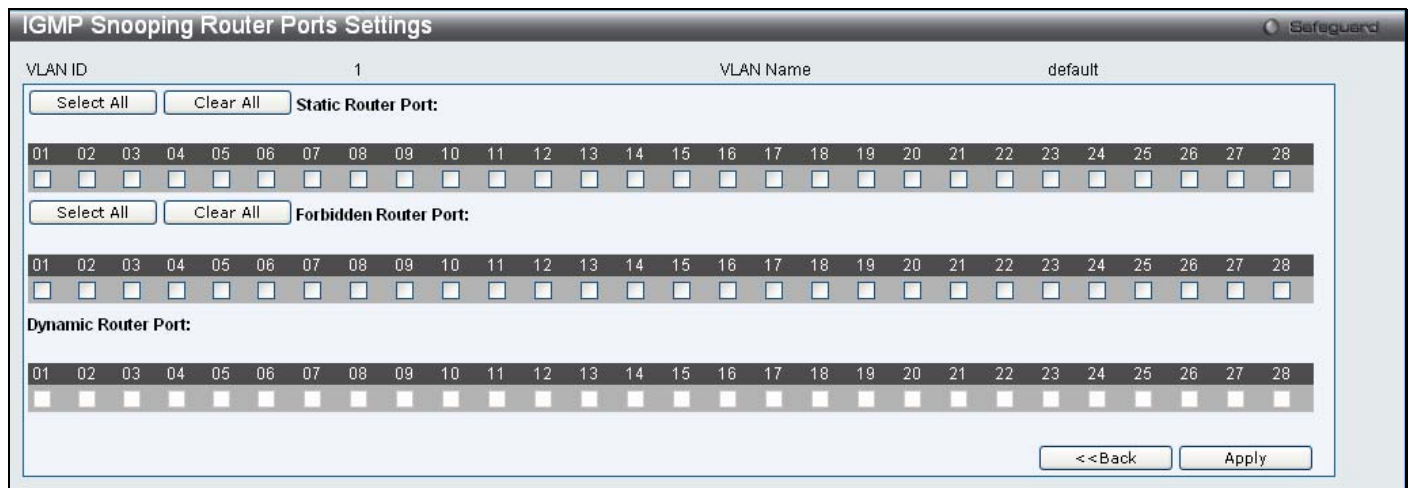 IGMP Snooping Router Ports Settings Safeguard
VLAN ID 1 VLAN Name default
Select All Clear All Static Router Port:
01 02 03 04 05 06 07 08 09 10 11 12 13 14 15 16 17 18 19 20 21 22 23 24 25 26 27 28
Select All Clear All Forbidden Router Port:
01 02 03 04 05 06 07 08 09 10 11 12 13 14 15 16 17 18 19 20 21 22 23 24 25 26 27 28
Dynamic Router Port:
01 02 03 04 05 06 07 08 09 10 11 12 13 14 15 16 17 18 19 20 21 22 23 24 25 26 27 28
<<Back Apply